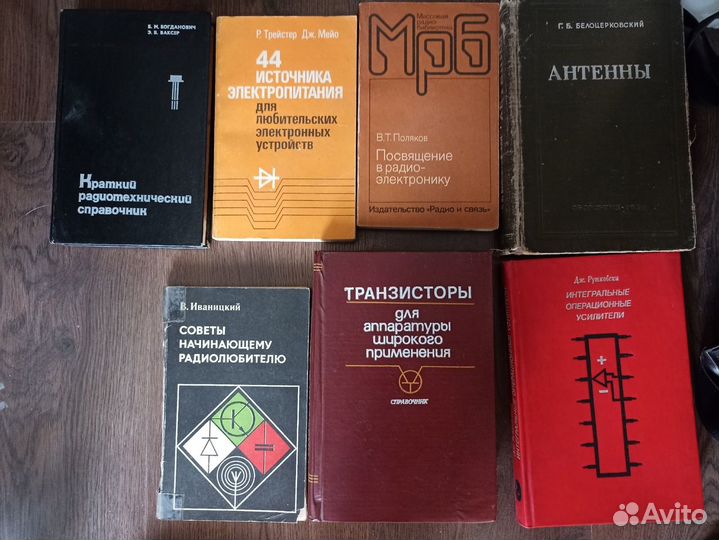 Б. М. БОГДАНОВИЧ
Э. Б. ВАКСЕР
Краткий
радиотехнический
справочник
Р. Трейстер Дж. Мейо
44
ИСТОЧНИКА
ЭЛЕКТРОПИТАНИЯ
для
любительских
электронных
устройств
Массовая
радио
библиотека
МРБ
В.Т. Поляков
Посвящение
в радио-
электронику
Издательство «Радио и связь»
Г. Б. БЕЛОЦЕРКОВСКИЙ
АНТЕННЫ
В. Иваницкий
СОВЕТЫ
НАЧИНАЮЩЕМУ
РАДИОЛЮБИТЕЛЮ
ТРАНЗИСТОРЫ
для
аппаратуры
широкого
применения
СПРАВОЧНИК
Дж. Рутковски
ИНТЕГРАЛЬНЫЕ
ОПЕРАЦИОННЫЕ
УСИЛИТЕЛИ
+
−
Avito